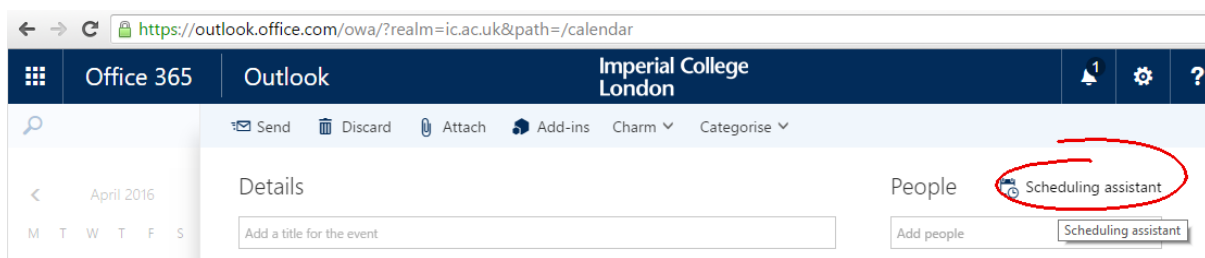 https://outlook.office.com/owa/?realm=ic.ac.uk&path=/calendar
Office 365 Outlook Imperial College London 1 ?
Send Discard Attach Add-ins Charm Categorise
Details People Scheduling assistant
April 2016
M T W T F S Add a title for the event Add people Scheduling assistant